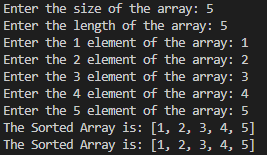 Enter the size of the array: 5
Enter the length of the array: 5
Enter the 1 element of the array: 1
Enter the 2 element of the array: 2
Enter the 3 element of the array: 3
Enter the 4 element of the array: 4
Enter the 5 element of the array: 5
The Sorted Array is: [1, 2, 3, 4, 5]
The Sorted Array is: [1, 2, 3, 4, 5]